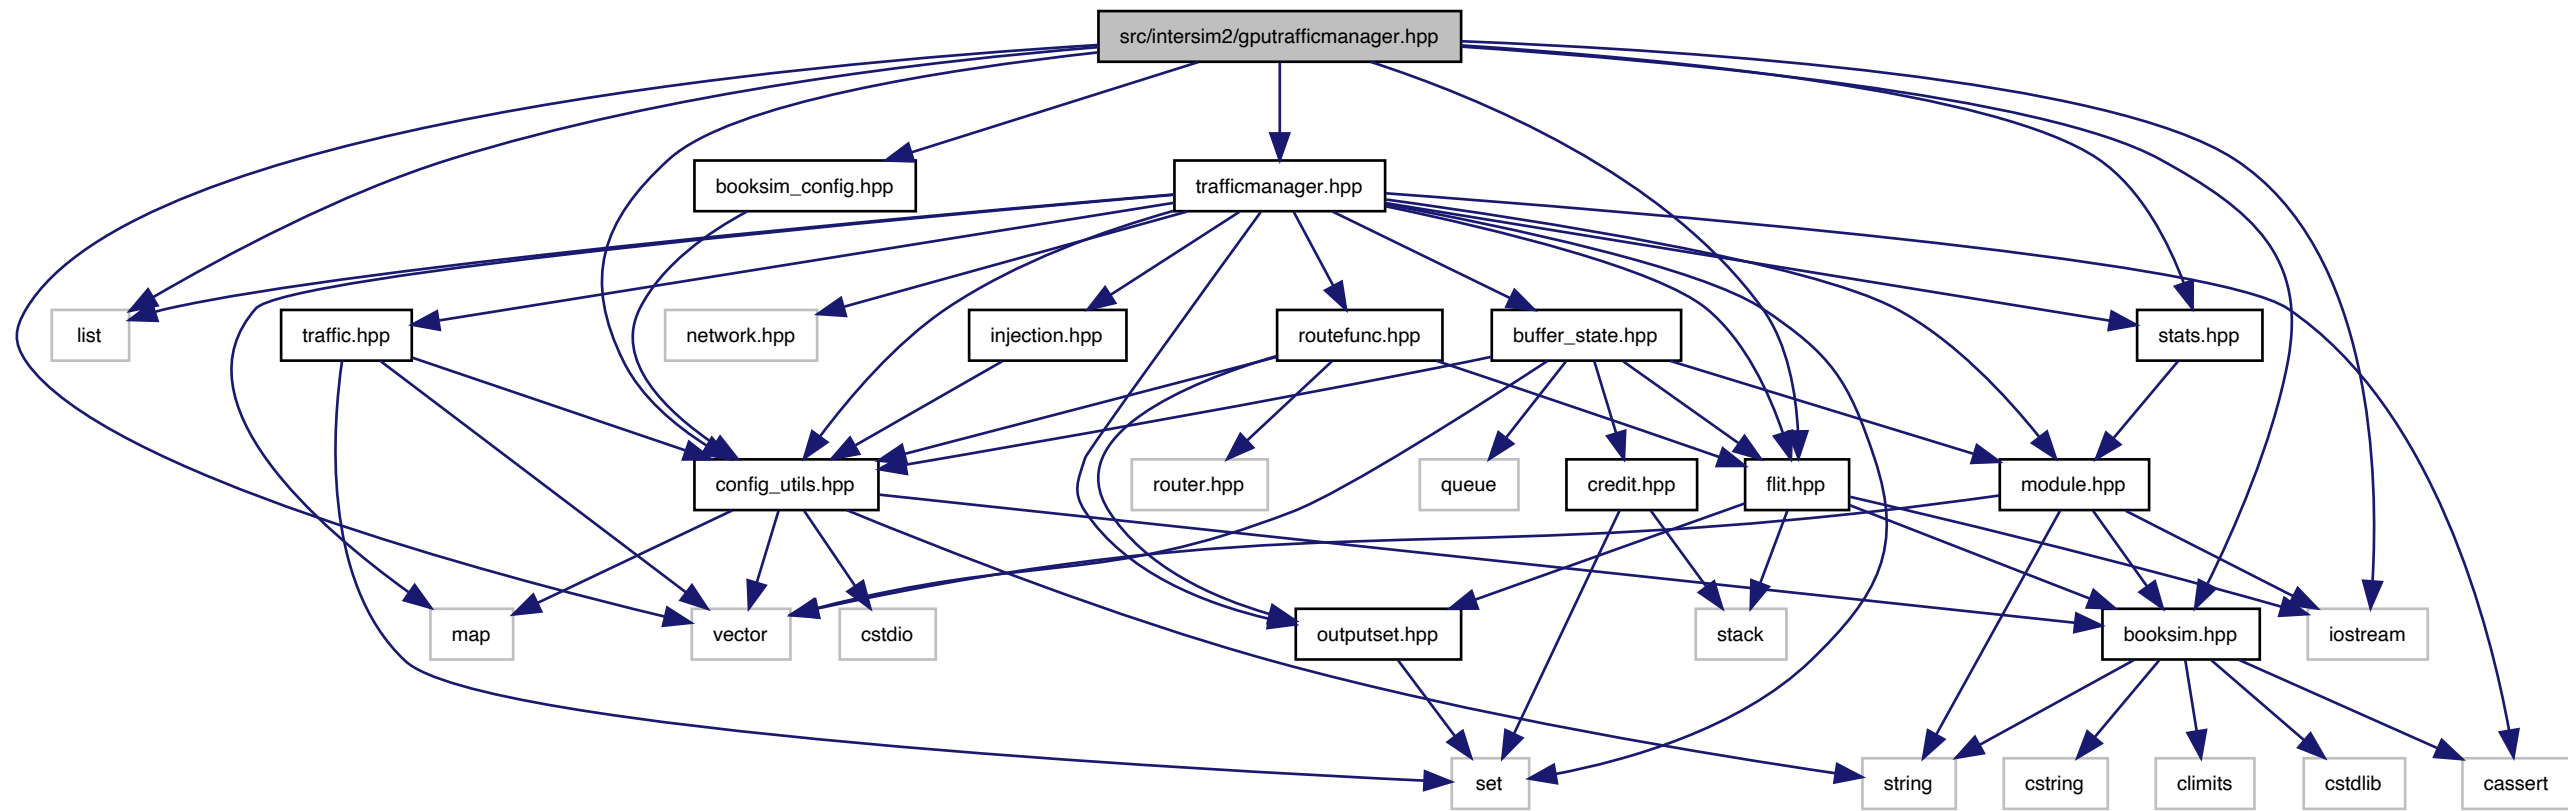 src/intersim2/gputrafficmanager.hpp
booksim_config.hpp
trafficmanager.hpp
list
traffic.hpp
network.hpp
injection.hpp
routefunc.hpp
buffer_state.hpp
stats.hpp
config_utils.hpp
router.hpp
queue
credit.hpp
flit.hpp
module.hpp
map
vector
cstdio
outputset.hpp
stack
booksim.hpp
iostream
set
string
cstring
climits
cstdlib
cassert